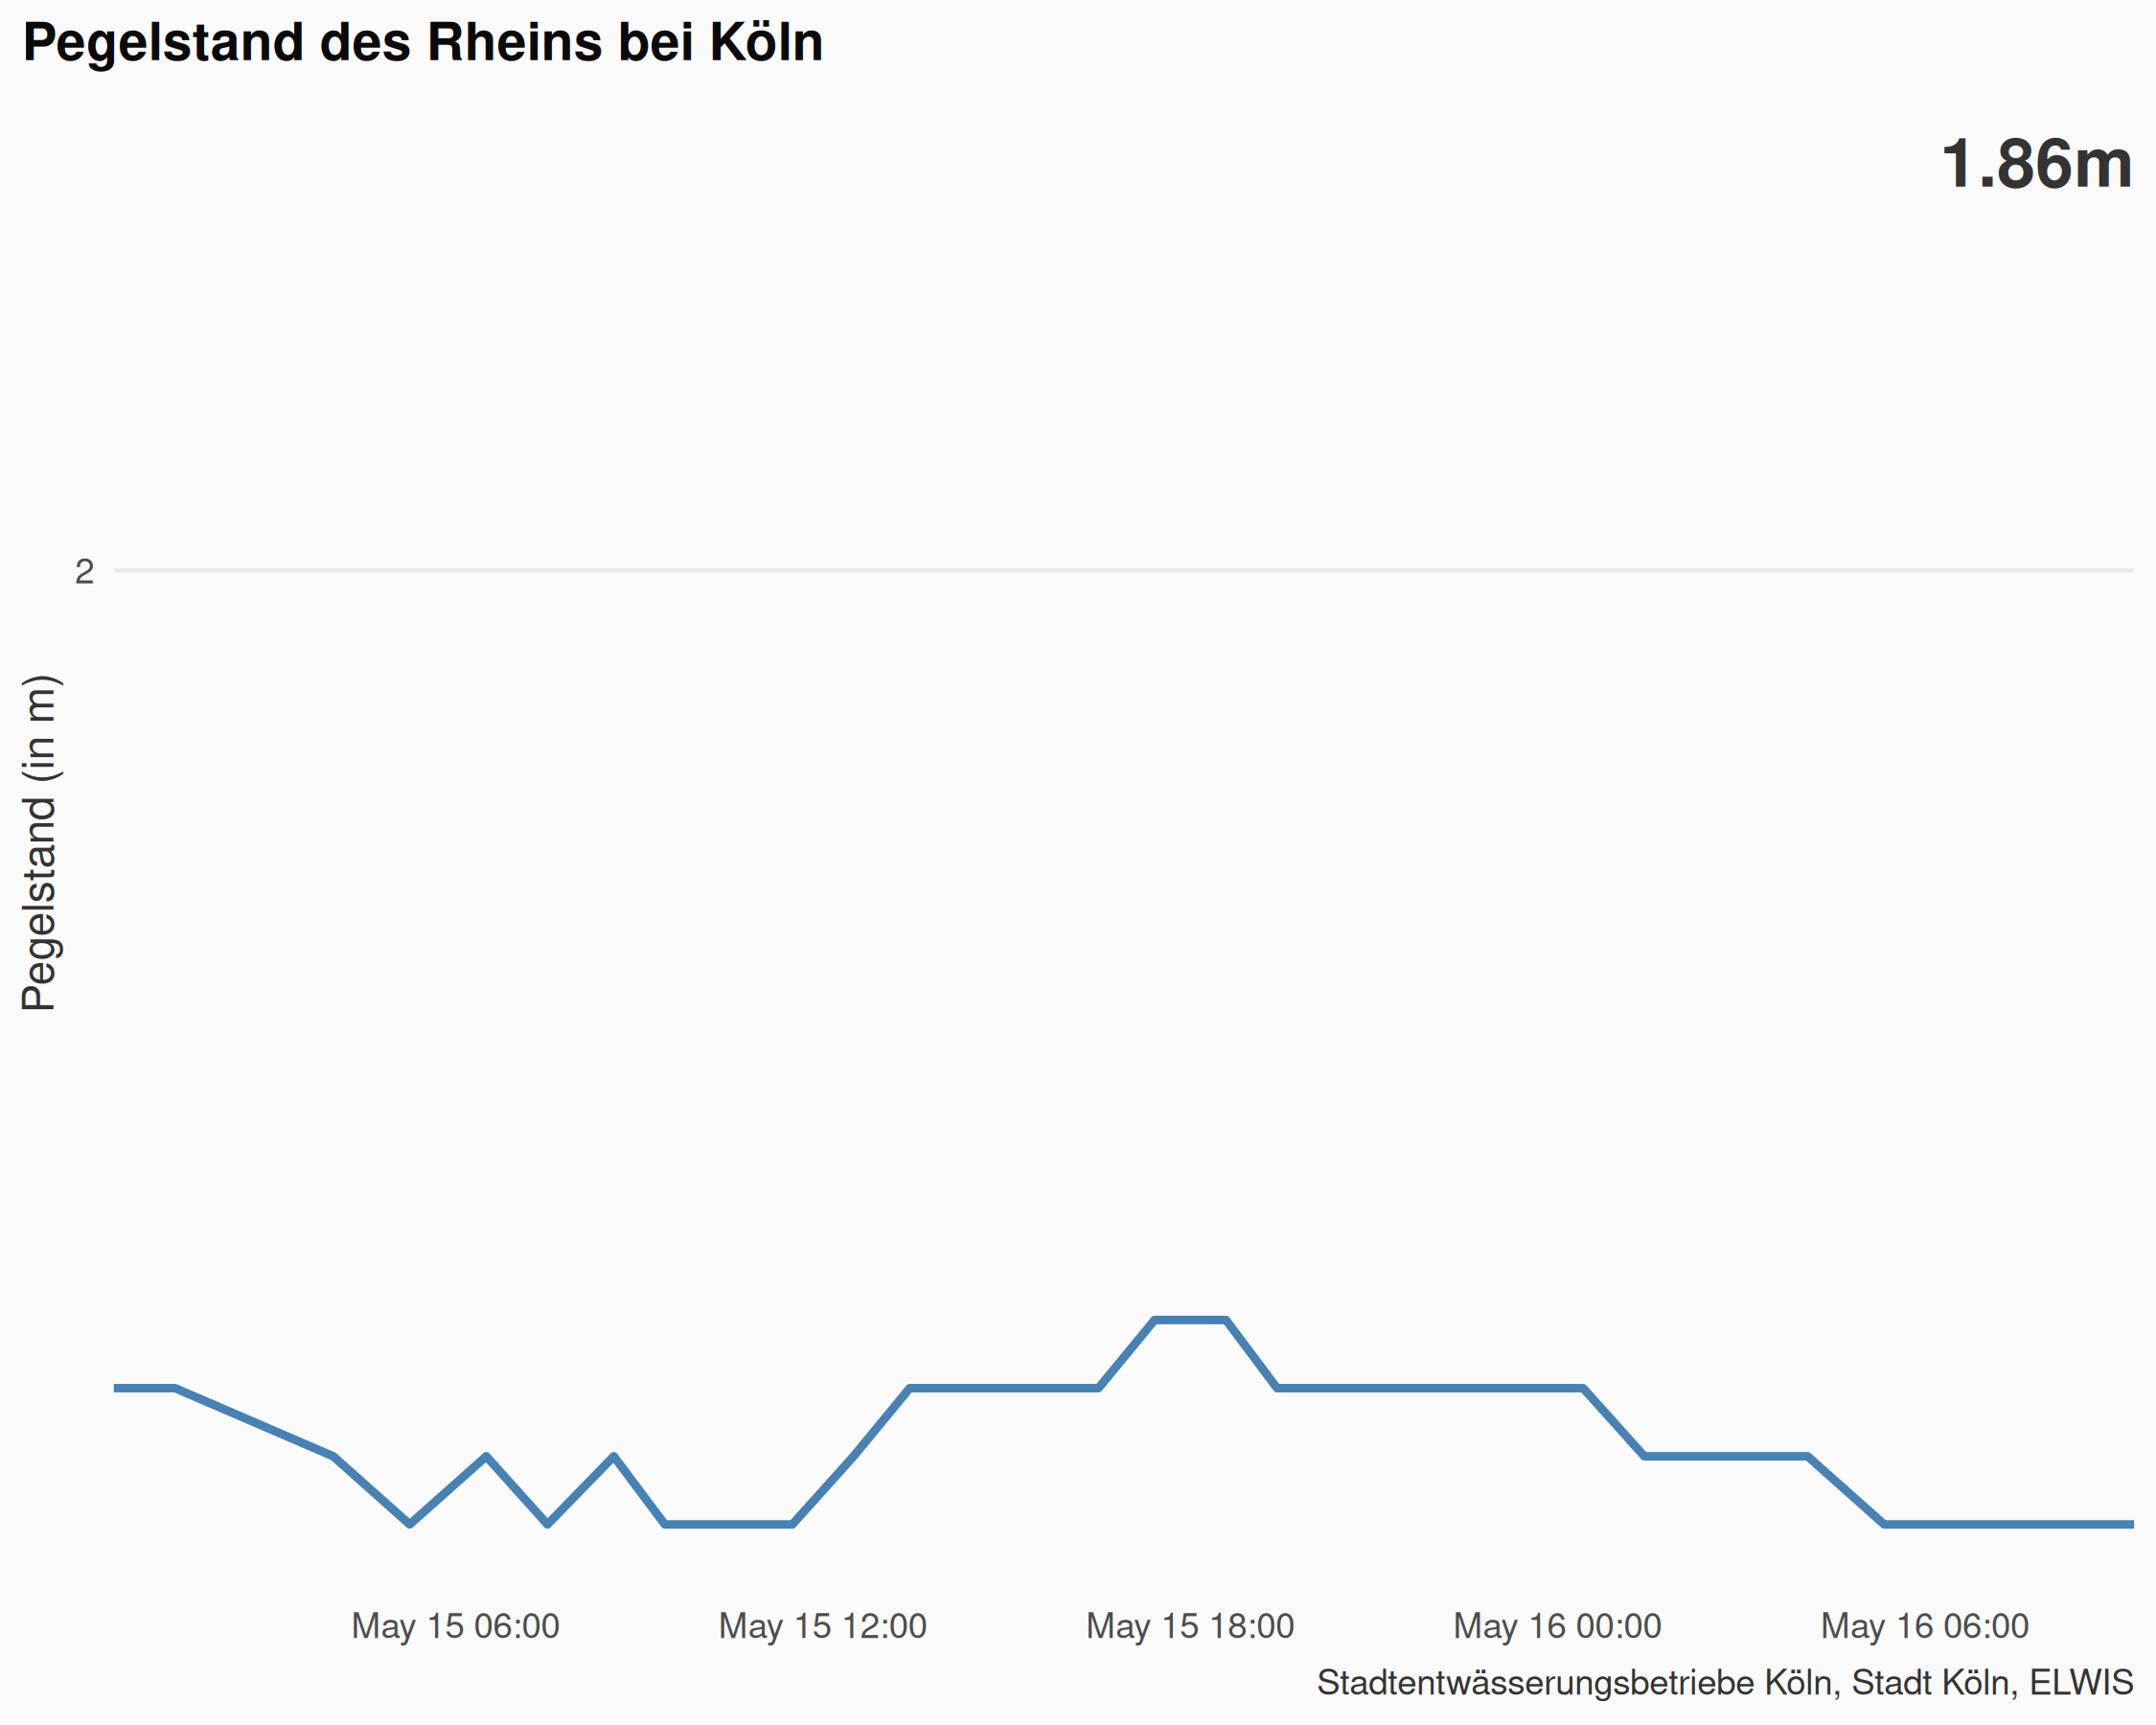 Pegelstand des Rheins bei Köln
1.86m
2
Pegelstand (in m)
May 15 06:00 May 15 12:00 May 15 18:00 May 16 00:00 May 16 06:00
Stadtentwässerungsbetriebe Köln, Stadt Köln, ELWIS